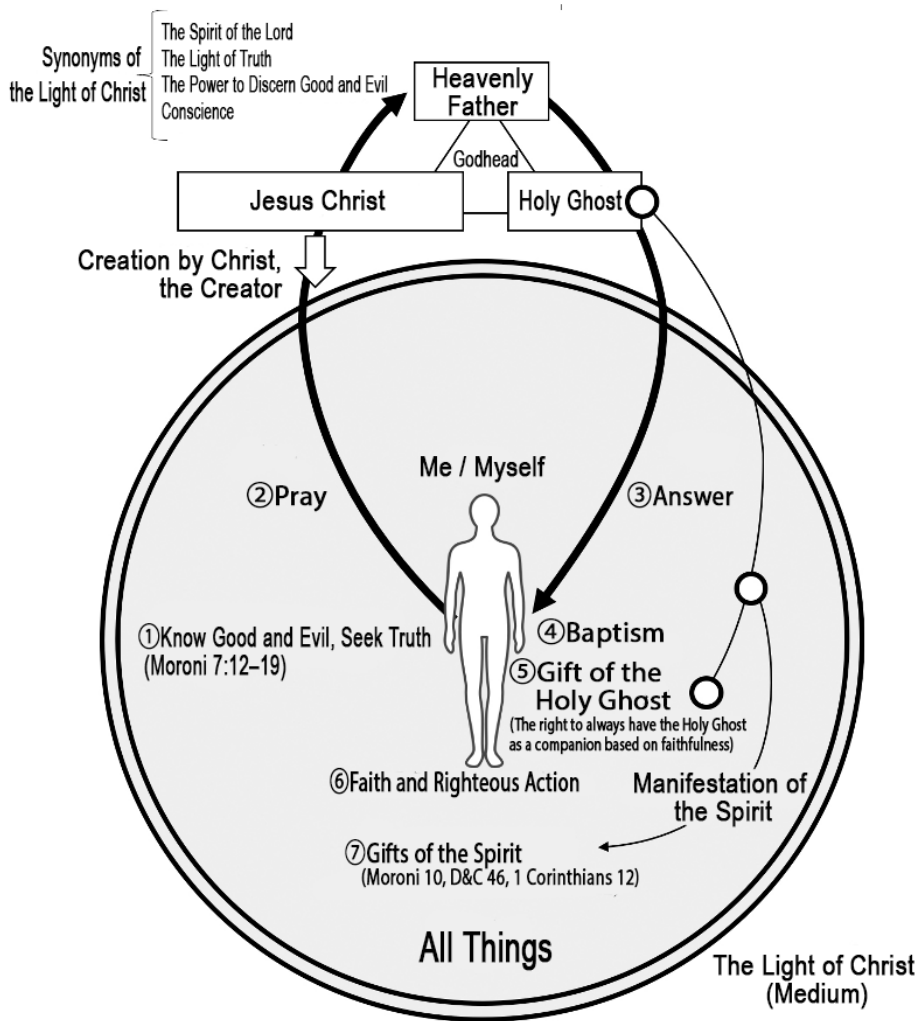 Synonyms of
the Light of Christ
The Spirit of the Lord
The Light of Truth
The Power to Discern Good and Evil
Conscience
Heavenly
Father
Godhead
Jesus Christ
Holy Ghost
Creation by Christ,
the Creator
Me / Myself
②Pray
③Answer
①Know Good and Evil, Seek Truth
(Moroni 7:12–19)
④Baptism
⑤Gift of the
Holy Ghost
(The right to always have the Holy Ghost
as a companion based on faithfulness)
⑥Faith and Righteous Action
Manifestation of
the Spirit
⑦Gifts of the Spirit
(Moroni 10, D&C 46, 1 Corinthians 12)
All Things
The Light of Christ
(Medium)